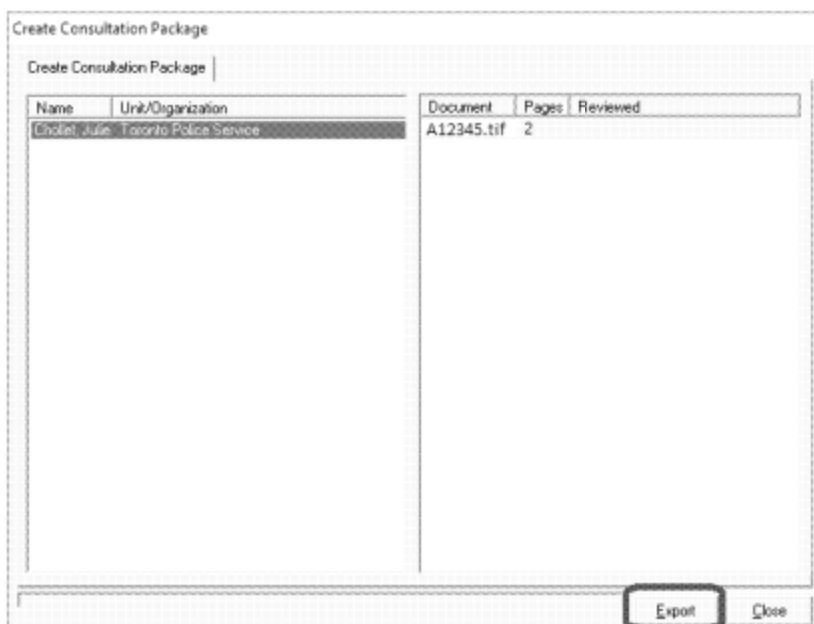 Create Consultation Package
Create Consultation Package
Name Unit/Organization
Chollet, Julie Toronto Police Service
Document Pages Reviewed
A12345.tif 2
Export Close